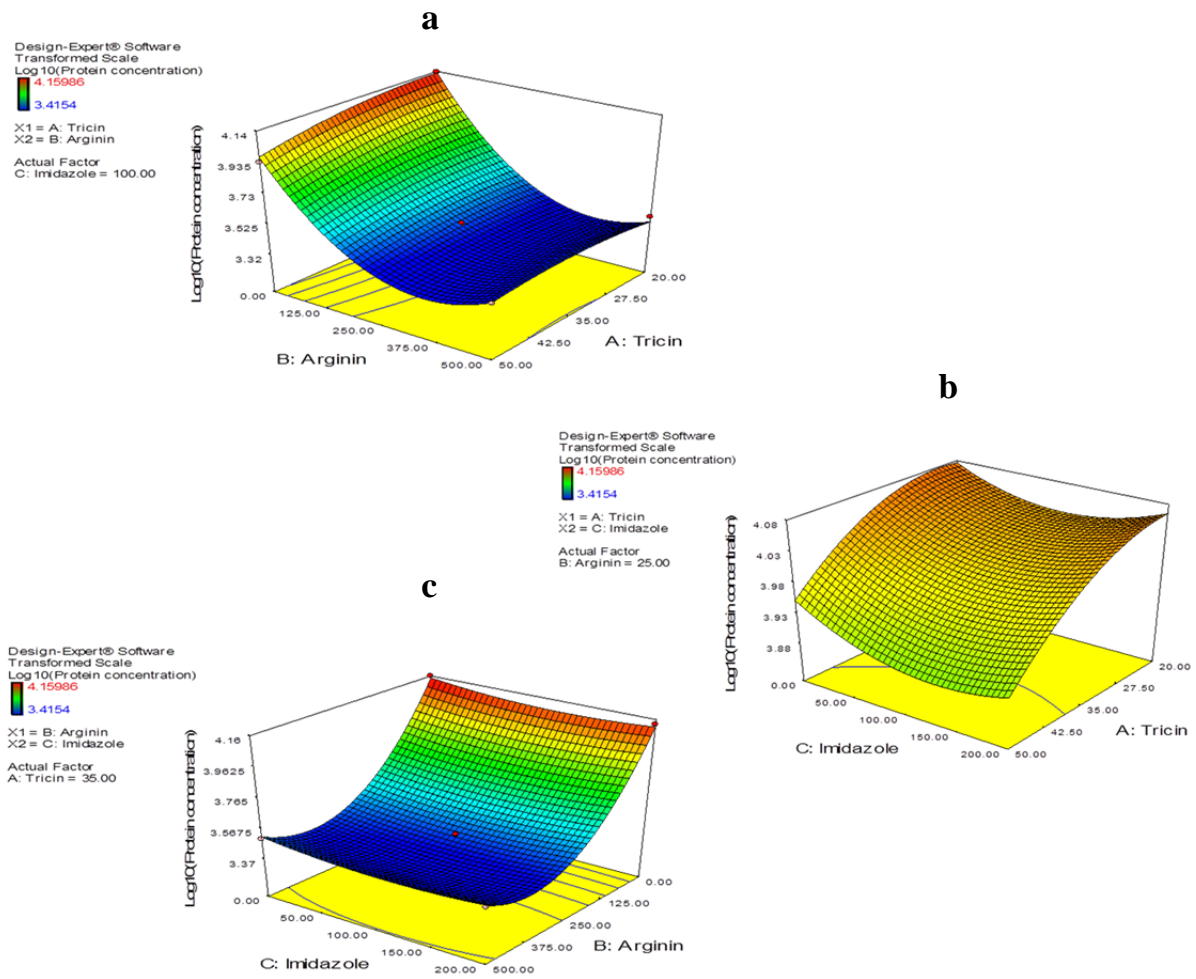 a
Design-Expert® Software
Transformed Scale
Log10(Protein concentration)
4.15986
3.4154
X1 = A: Tricin
X2 = B: Arginin
Actual Factor
C: Imidazole = 100.00
Log10(Protein concentration)
4.14
3.935
3.73
3.525
3.32
0.00
125.00
250.00
375.00
500.00
B: Arginin
20.00
27.50
35.00
42.50
50.00
A: Tricin
b
Design-Expert® Software
Transformed Scale
Log10(Protein concentration)
4.15986
3.4154
X1 = A: Tricin
X2 = C: Imidazole
Actual Factor
B: Arginin = 25.00
Log10(Protein concentration)
4.08
4.03
3.98
3.93
3.88
0.00
50.00
100.00
150.00
200.00
C: Imidazole
20.00
27.50
35.00
42.50
50.00
A: Tricin
c
Design-Expert® Software
Transformed Scale
Log10(Protein concentration)
4.15986
3.4154
X1 = B: Arginin
X2 = C: Imidazole
Actual Factor
A: Tricin = 35.00
Log10(Protein concentration)
4.16
3.9625
3.765
3.5675
3.37
0.00
50.00
100.00
150.00
200.00
C: Imidazole
0.00
125.00
250.00
375.00
500.00
B: Arginin